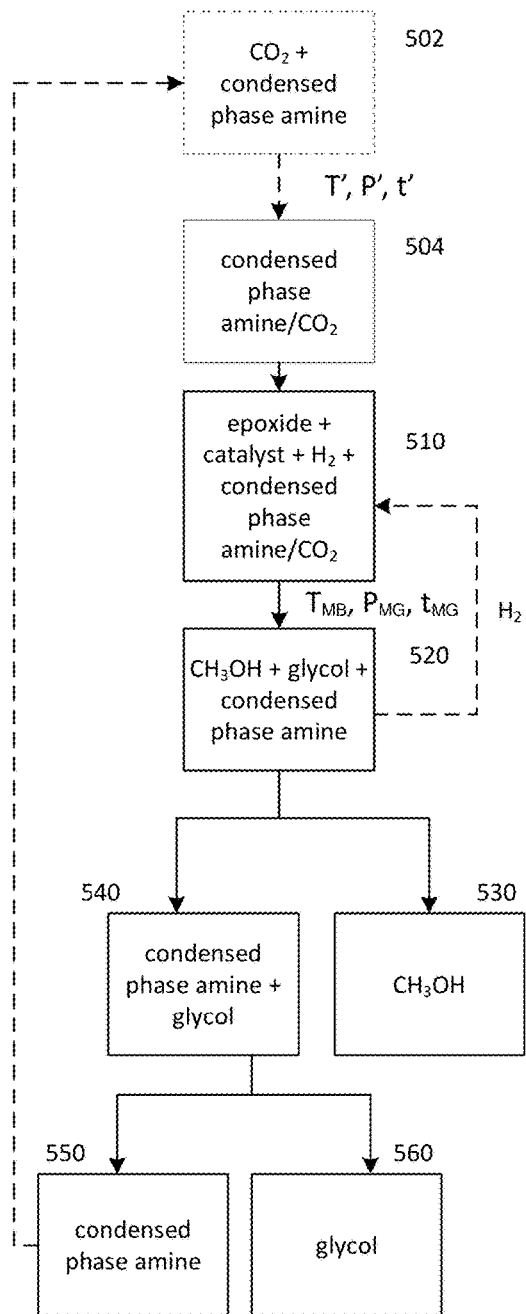 502
CO₂ +
condensed
phase amine
T', P', t'
504
condensed
phase
amine/CO₂
510
epoxide +
catalyst + H₂ +
condensed
phase
amine/CO₂
T_MB, P_MG, t_MG
H₂
520
CH₃OH + glycol +
condensed
phase amine
540
condensed
phase amine +
glycol
530
CH₃OH
550
condensed
phase amine
560
glycol